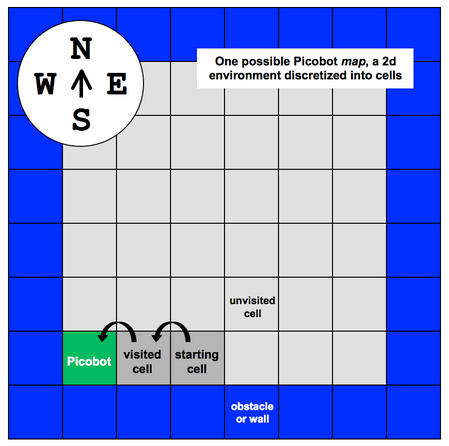 N
W E
S
One possible Picobot map, a 2d
environment discretized into cells
unvisited
cell
Picobot
visited
cell
starting
cell
obstacle
or wall